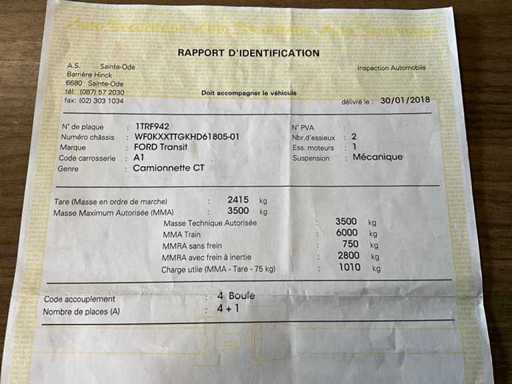 RAPPORT D'IDENTIFICATION
A.S. Sainte-Ode
Barrière Hinck
6680 Sainte-Ode
tél: (087) 57 2030
fax: (02) 303 1034
Inspection Automobile
Doit accompagner le véhicule
délivré le : 30/01/2018
N° de plaque : 1TRF942
N° PVA
Numéro châssis : WF0KXXTTGKHD61805-01
Nbr.d'essieux : 2
Marque : FORD Transit
Ess. moteurs : 1
Code carrosserie : A1
Suspension : Mécanique
Genre : Camionnette CT
Tare (Masse en ordre de marche) : 2415 kg
Masse Maximum Autorisée (MMA) : 3500 kg
Masse Technique Autorisée : 3500 kg
MMA Train : 6000 kg
MMRA sans frein : 750 kg
MMRA avec frein à inertie : 2800 kg
Charge utile (MMA - Tare - 75 kg) : 1010 kg
Code accouplement : 4 Boule
Nombre de places (A) : 4 + 1